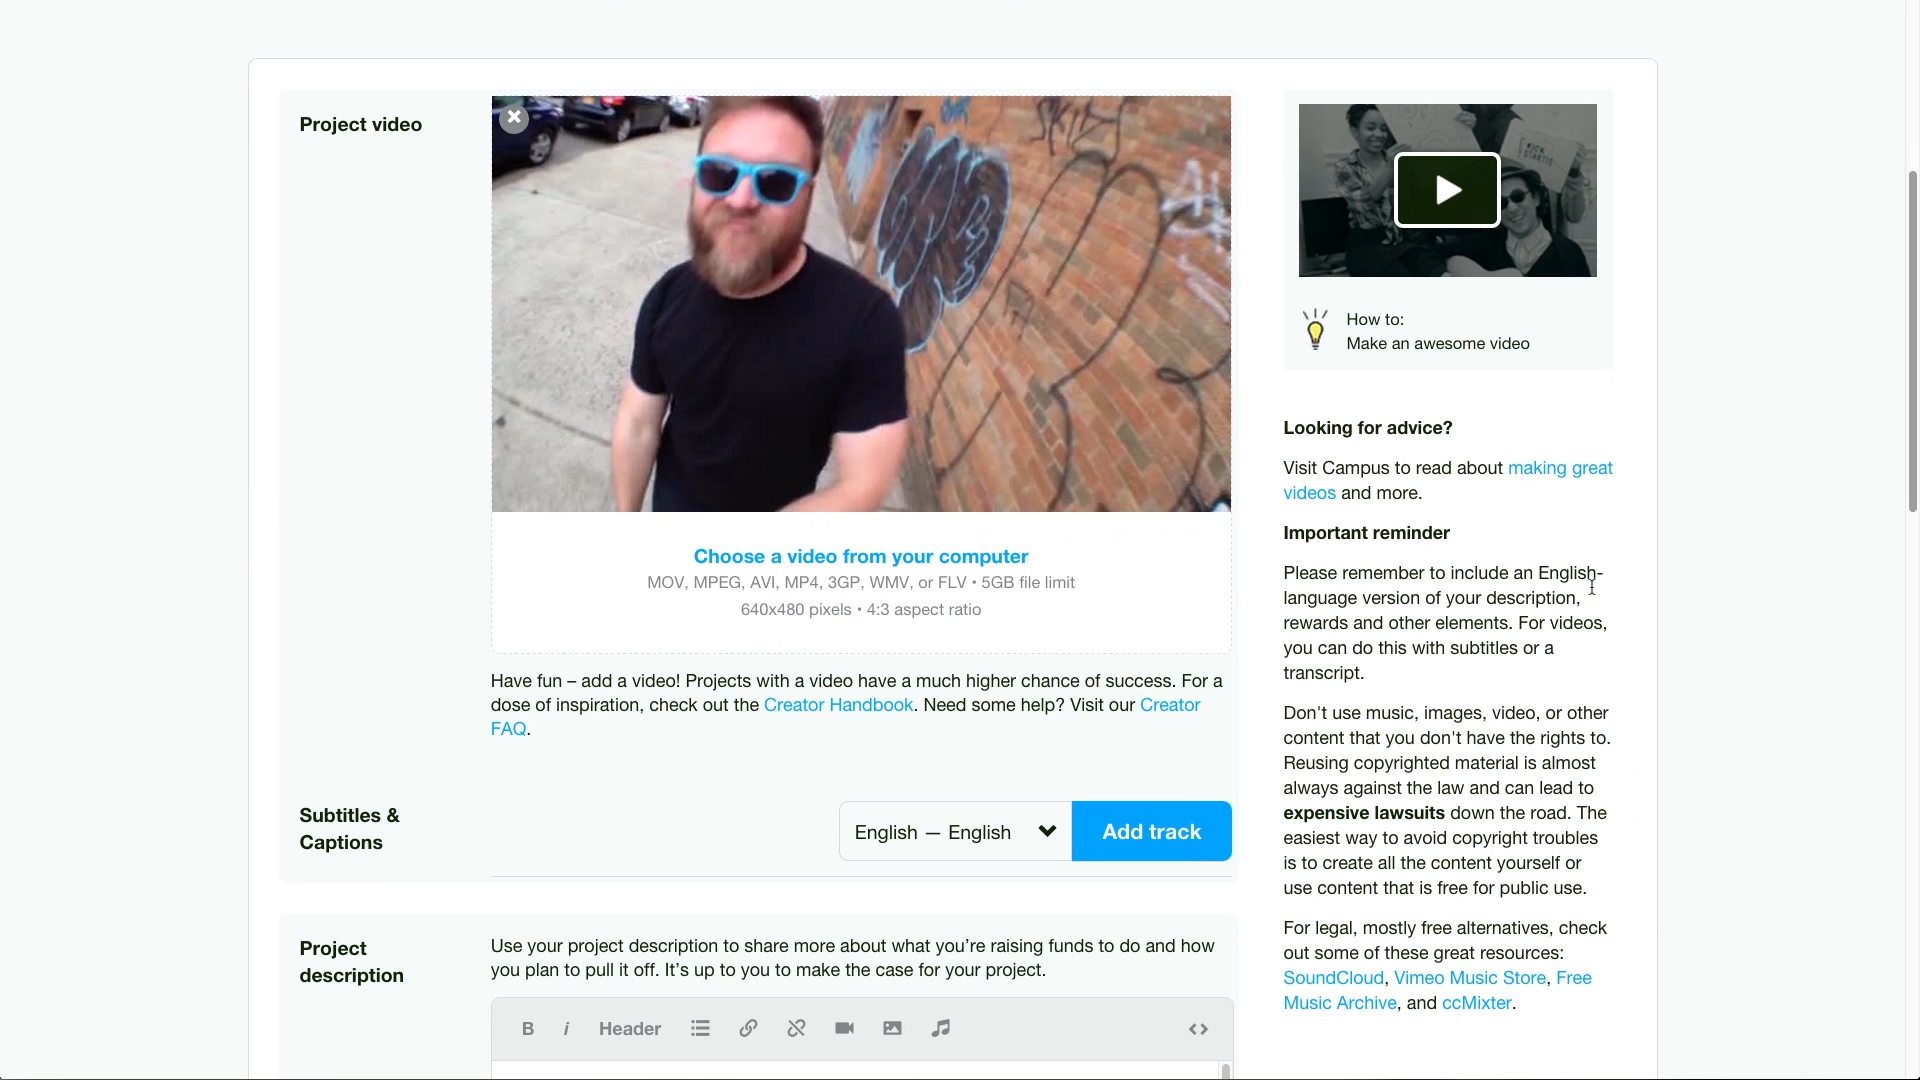 Project video
Choose a video from your computer
MOV, MPEG, AVI, MP4, 3GP, WMV, or FLV • 5GB file limit
640x480 pixels • 4:3 aspect ratio
Have fun – add a video! Projects with a video have a much higher chance of success. For a
dose of inspiration, check out the Creator Handbook. Need some help? Visit our Creator
FAQ.
Subtitles &
Captions
English — English
Add track
Project
description
Use your project description to share more about what you’re raising funds to do and how
you plan to pull it off. It’s up to you to make the case for your project.
B i Header
KICK
STARTER
How to:
Make an awesome video
Looking for advice?
Visit Campus to read about making great
videos and more.
Important reminder
Please remember to include an English-
language version of your description,
rewards and other elements. For videos,
you can do this with subtitles or a
transcript.
Don't use music, images, video, or other
content that you don't have the rights to.
Reusing copyrighted material is almost
always against the law and can lead to
expensive lawsuits down the road. The
easiest way to avoid copyright troubles
is to create all the content yourself or
use content that is free for public use.
For legal, mostly free alternatives, check
out some of these great resources:
SoundCloud, Vimeo Music Store, Free
Music Archive, and ccMixter.